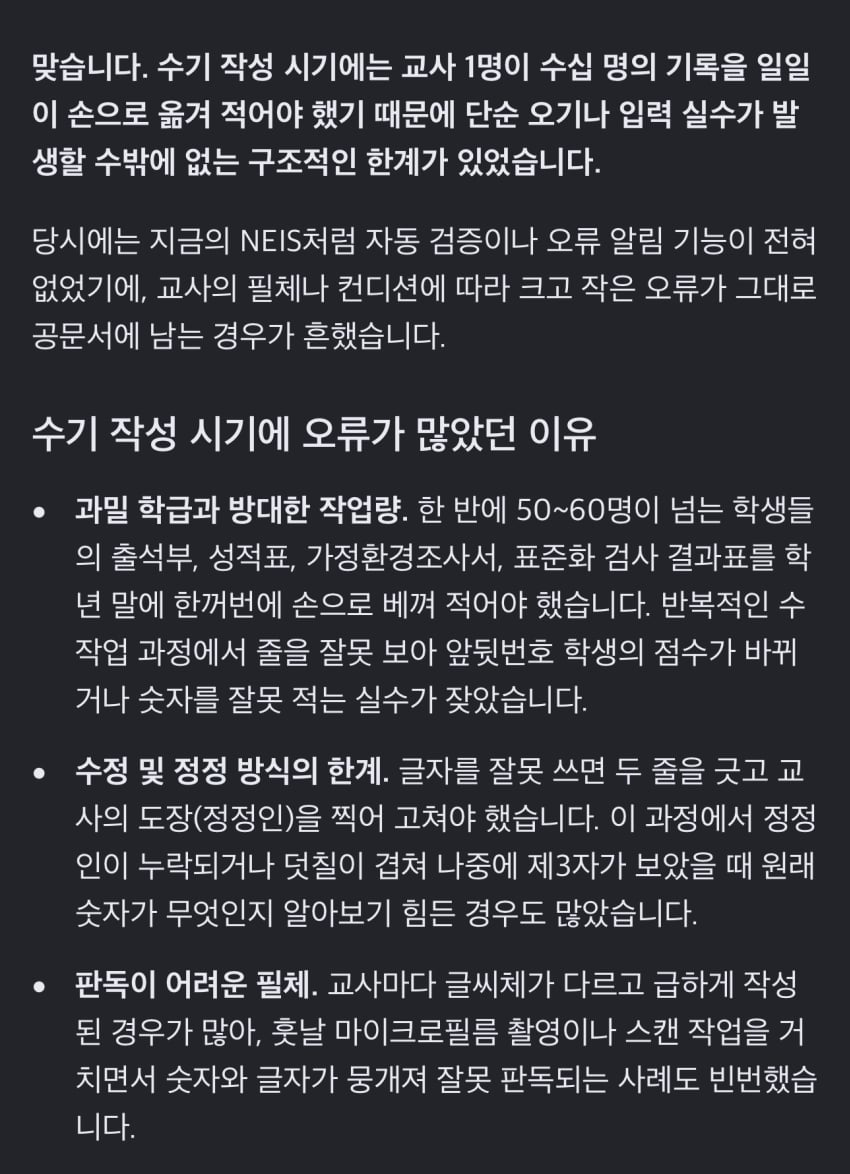 맞습니다. 수기 작성 시기에는 교사 1명이 수십 명의 기록을 일일
이 손으로 옮겨 적어야 했기 때문에 단순 오기나 입력 실수가 발
생할 수밖에 없는 구조적인 한계가 있었습니다.
당시에는 지금의 NEIS처럼 자동 검증이나 오류 알림 기능이 전혀
없었기에, 교사의 필체나 컨디션에 따라 크고 작은 오류가 그대로
공문서에 남는 경우가 흔했습니다.
수기 작성 시기에 오류가 많았던 이유
• 과밀 학급과 방대한 작업량. 한 반에 50~60명이 넘는 학생들
의 출석부, 성적표, 가정환경조사서, 표준화 검사 결과표를 학
년 말에 한꺼번에 손으로 베껴 적어야 했습니다. 반복적인 수
작업 과정에서 줄을 잘못 보아 앞뒷번호 학생의 점수가 바뀌
거나 숫자를 잘못 적는 실수가 잦았습니다.
• 수정 및 정정 방식의 한계. 글자를 잘못 쓰면 두 줄을 긋고 교
사의 도장(정정인)을 찍어 고쳐야 했습니다. 이 과정에서 정정
인이 누락되거나 덧칠이 겹쳐 나중에 제3자가 보았을 때 원래
숫자가 무엇인지 알아보기 힘든 경우도 많았습니다.
• 판독이 어려운 필체. 교사마다 글씨체가 다르고 급하게 작성
된 경우가 많아, 훗날 마이크로필름 촬영이나 스캔 작업을 거
치면서 숫자와 글자가 뭉개져 잘못 판독되는 사례도 빈번했습
니다.